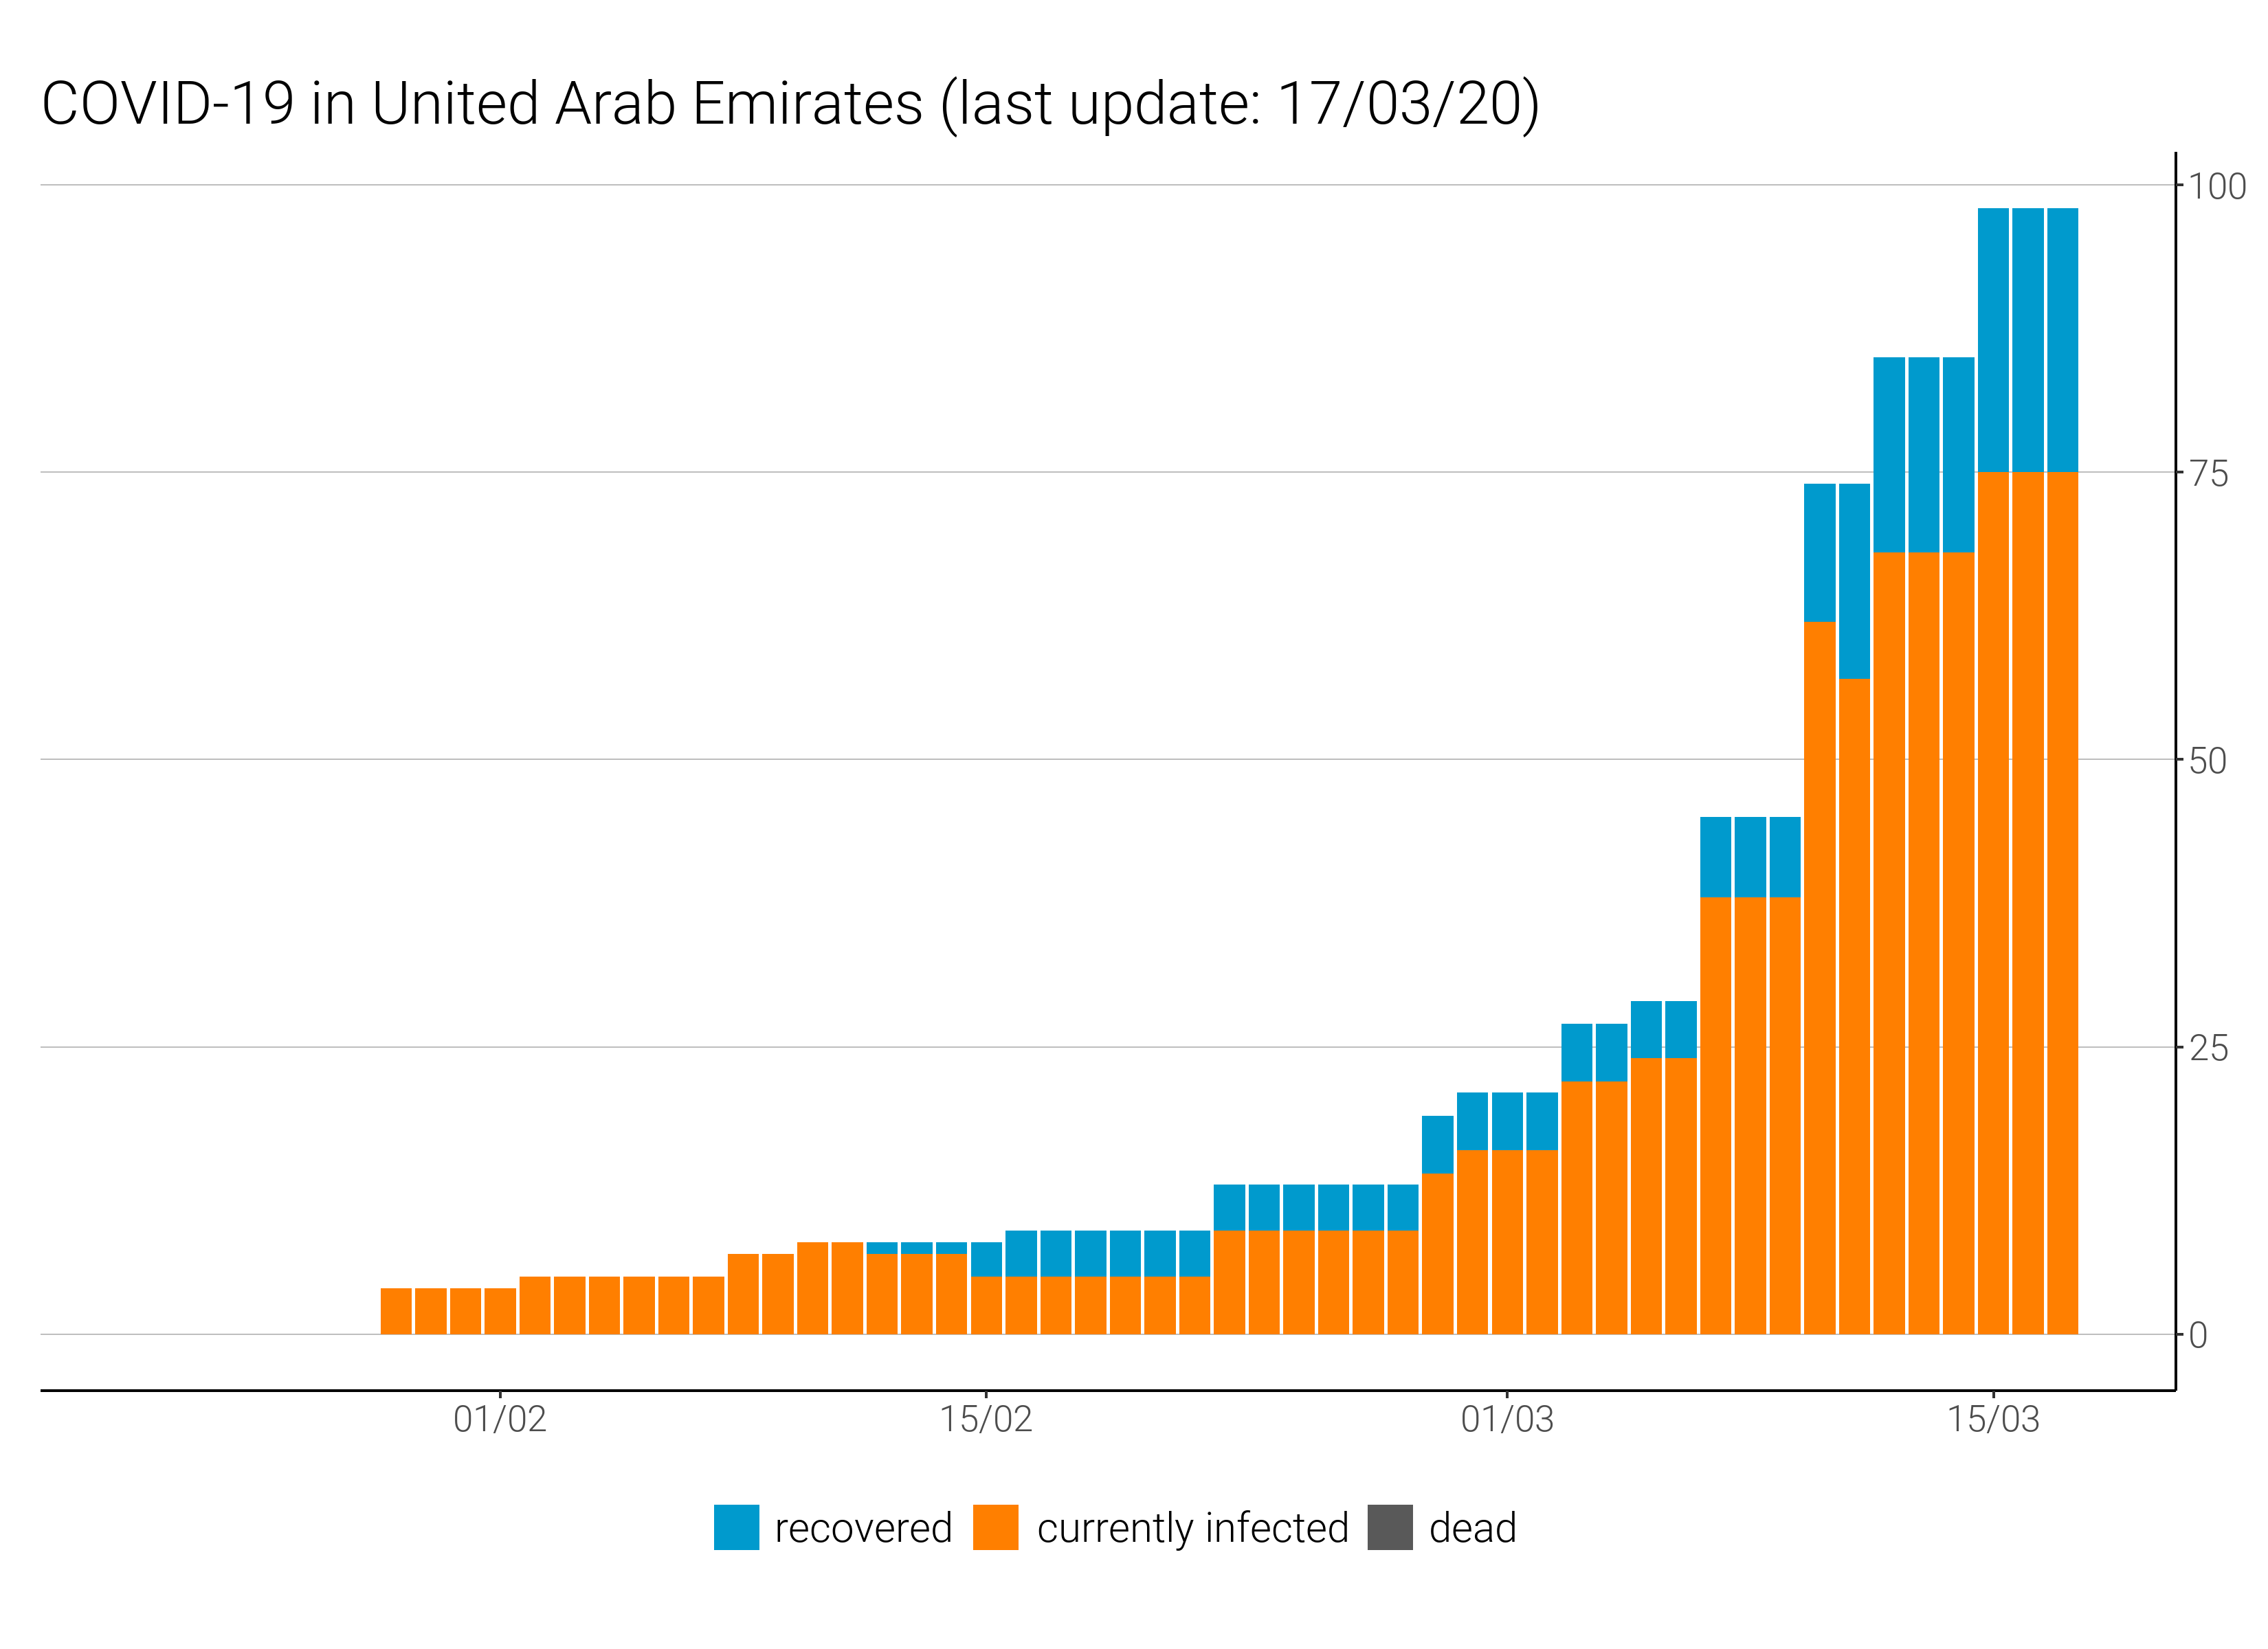 COVID-19 in United Arab Emirates (last update: 17/03/20)
100
75
50
25
0
01/02 15/02 01/03 15/03
recovered currently infected dead